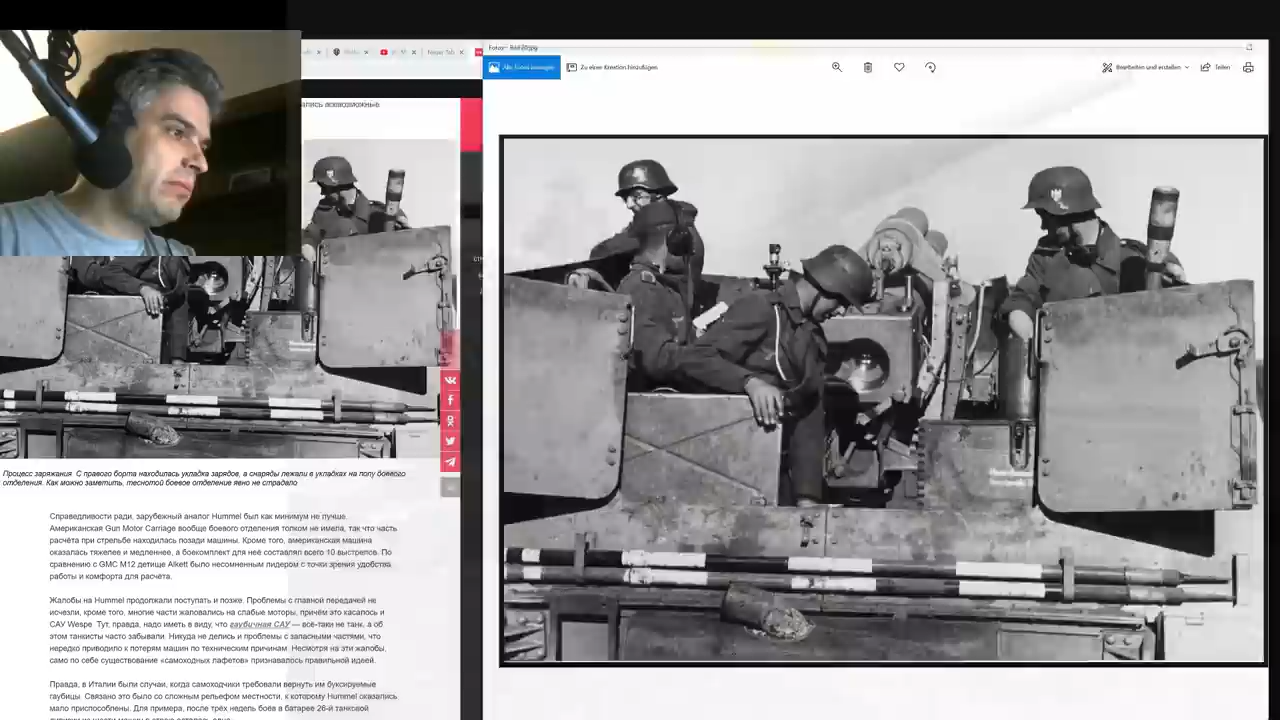 Fotos - Bild20.jpg
Neuer Tab
Alle Fotos anzeigen
Zu einer Kreation hinzufügen
Bearbeiten und erstellen
Teilen
всевозможные
Процесс заряжания. С правого борта находилась укладка зарядов, а снаряды лежали в укладках на полу боевого
отделения. Как можно заметить, теснотой боевое отделение явно не страдало
Справедливости ради, зарубежный аналог Hummel был как минимум не лучше.
Американская Gun Motor Carriage вообще боевого отделения толком не имела, так что часть
расчёта при стрельбе находилась позади машины. Кроме того, американская машина
оказалась тяжелее и медленнее, а боекомплект для неё составлял всего 10 выстрелов. По
сравнению с GMC M12 детище Alkett было несомненным лидером с точки зрения удобства
работы и комфорта для расчёта.
Жалобы на Hummel продолжали поступать и позже. Проблемы с главной передачей не
исчезли, кроме того, многие части жаловались на слабые моторы, причём это касалось и
САУ Wespe. Тут, правда, надо иметь в виду, что гаубичная САУ — всё-таки не танк, а об
этом танкисты часто забывали. Никуда не делись и проблемы с запасными частями, что
нередко приводило к потерям машин по техническим причинам. Несмотря на эти жалобы,
само по себе существование «самоходных лафетов» признавалось правильной идеей.
Правда, в Италии были случаи, когда самоходчики требовали вернуть им буксируемые
гаубицы. Связано это было со сложным рельефом местности, к которому Hummel оказались
мало приспособлены. Для примера, после трёх недель боёв в батарее 26-й танковой